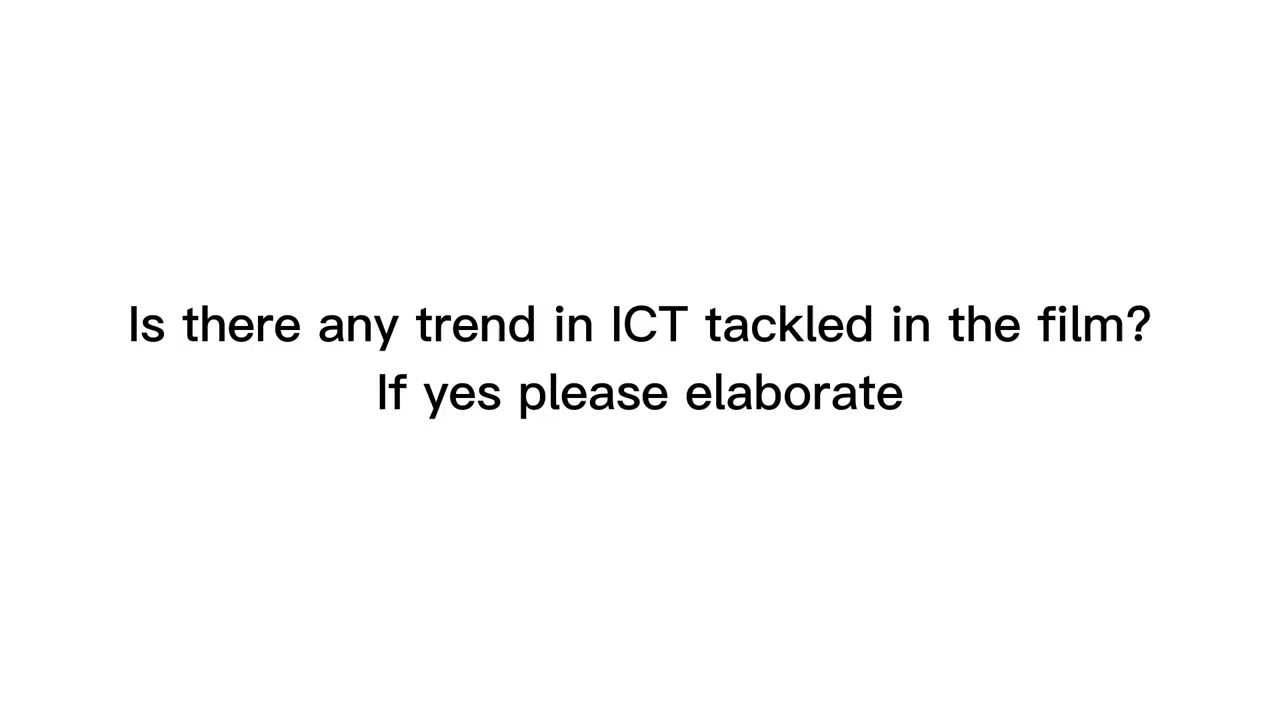 Is there any trend in ICT tackled in the film?
If yes please elaborate